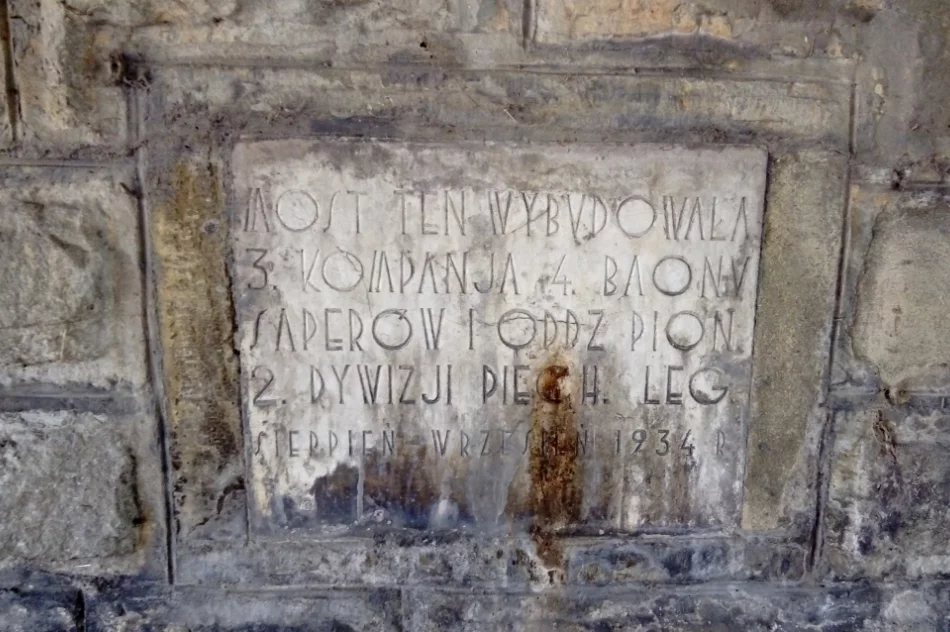 MOST TEN WYBUDOWAŁA
3. KOMPANJA 4. BAONU
SAPERÓW I ODDZ PION.
2. DYWIZJI PIECH. LEG.
SIERPIEŃ - WRZESIEŃ 1934 R.